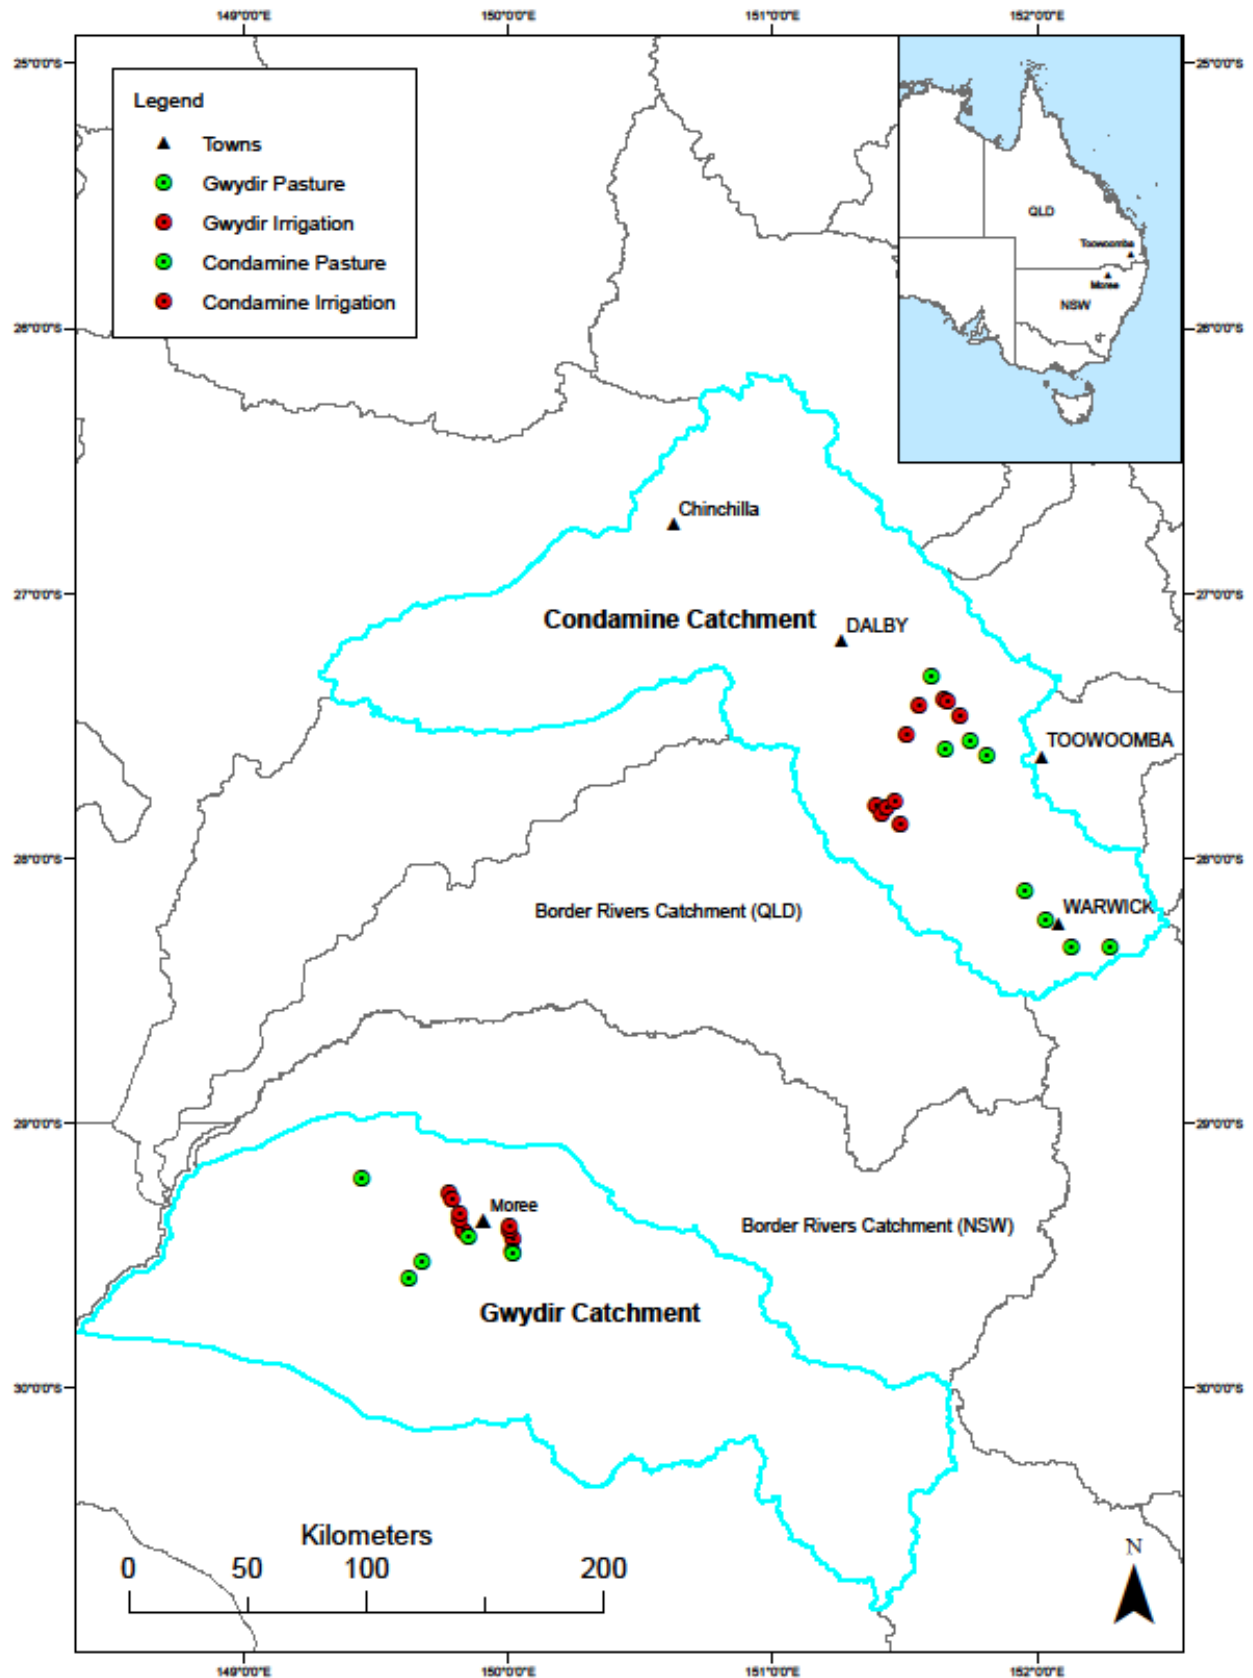 149°0'0"E 150°0'0"E 151°0'0"E 152°0'0"E
25°0'0"S 25°0'0"S
Legend
Towns
Gwydir Pasture
Gwydir Irrigation
Condamine Pasture
Condamine Irrigation
QLD
Toowoomba
Moree
NSW
26°0'0"S 26°0'0"S
Chinchilla
27°0'0"S 27°0'0"S
Condamine Catchment
DALBY
TOOWOOMBA
28°0'0"S 28°0'0"S
Border Rivers Catchment (QLD)
WARWICK
29°0'0"S 29°0'0"S
Moree
Border Rivers Catchment (NSW)
Gwydir Catchment
30°0'0"S 30°0'0"S
Kilometers
0 50 100 200
N
149°0'0"E 150°0'0"E 151°0'0"E 152°0'0"E